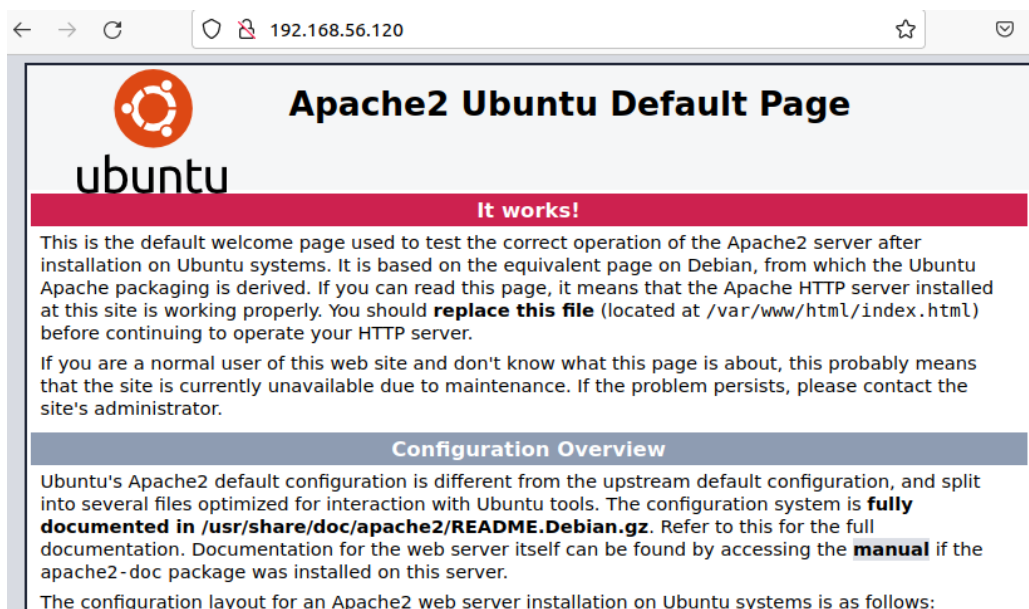 192.168.56.120
Apache2 Ubuntu Default Page
ubuntu
It works!
This is the default welcome page used to test the correct operation of the Apache2 server after
installation on Ubuntu systems. It is based on the equivalent page on Debian, from which the Ubuntu
Apache packaging is derived. If you can read this page, it means that the Apache HTTP server installed
at this site is working properly. You should replace this file (located at /var/www/html/index.html)
before continuing to operate your HTTP server.
If you are a normal user of this web site and don't know what this page is about, this probably means
that the site is currently unavailable due to maintenance. If the problem persists, please contact the
site's administrator.
Configuration Overview
Ubuntu's Apache2 default configuration is different from the upstream default configuration, and split
into several files optimized for interaction with Ubuntu tools. The configuration system is fully
documented in /usr/share/doc/apache2/README.Debian.gz. Refer to this for the full
documentation. Documentation for the web server itself can be found by accessing the manual if the
apache2-doc package was installed on this server.
The configuration layout for an Apache2 web server installation on Ubuntu systems is as follows: